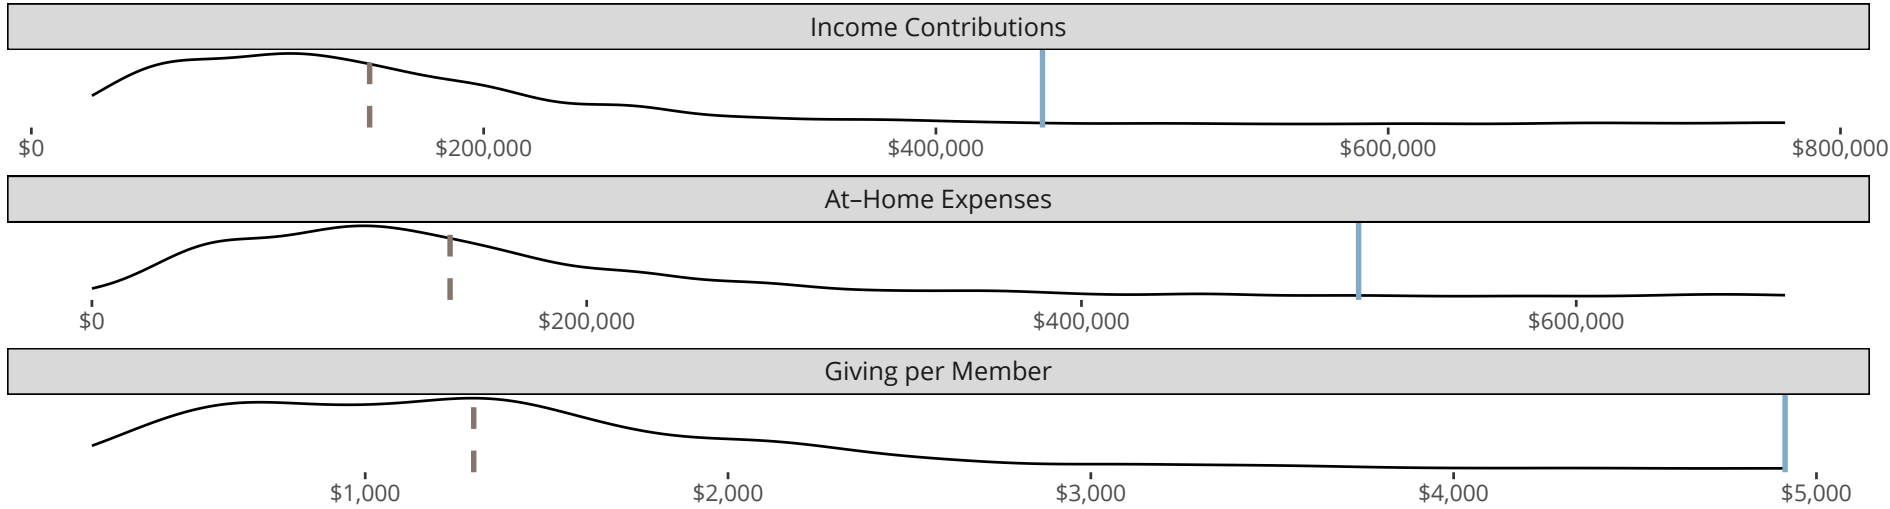 Income Contributions
$0 $200,000 $400,000 $600,000 $800,000
At–Home Expenses
$0 $200,000 $400,000 $600,000
Giving per Member
$1,000 $2,000 $3,000 $4,000 $5,000